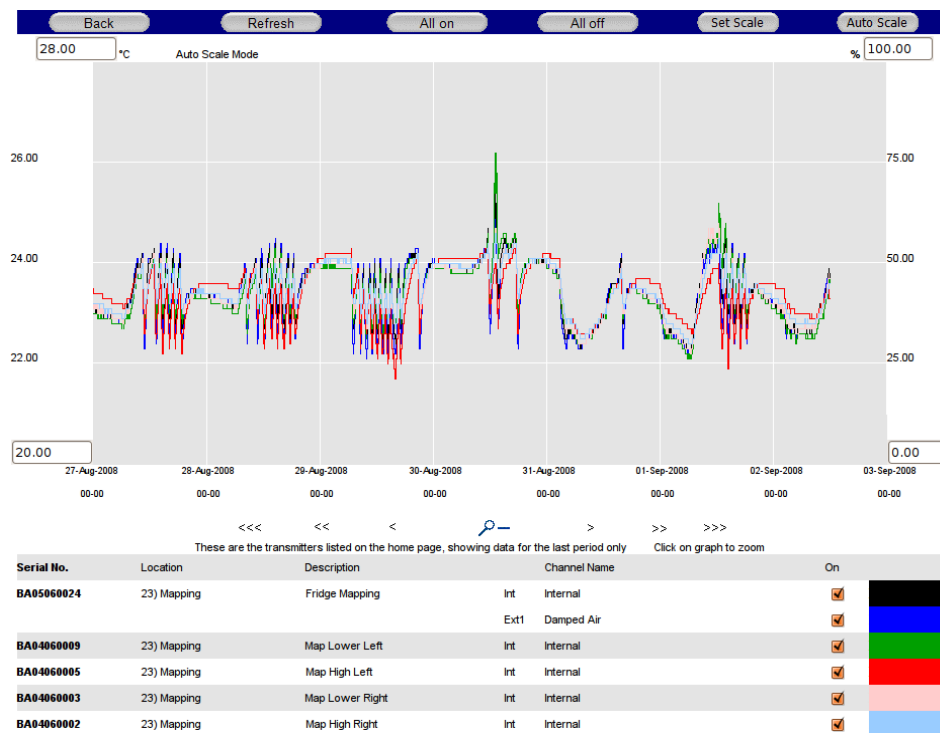 Back Refresh All on All off Set Scale Auto Scale
28.00 °C Auto Scale Mode % 100.00
26.00 75.00
24.00 50.00
22.00 25.00
20.00 0.00
27-Aug-2008 28-Aug-2008 29-Aug-2008 30-Aug-2008 31-Aug-2008 01-Sep-2008 02-Sep-2008 03-Sep-2008
00-00 00-00 00-00 00-00 00-00 00-00 00-00 00-00
<<< << < > >> >>>
These are the transmitters listed on the home page, showing data for the last period only Click on graph to zoom
Serial No. Location Description Channel Name On
BA05060024 23) Mapping Fridge Mapping Int Internal
Ext1 Damped Air
BA04060009 23) Mapping Map Lower Left Int Internal
BA04060005 23) Mapping Map High Left Int Internal
BA04060003 23) Mapping Map Lower Right Int Internal
BA04060002 23) Mapping Map High Right Int Internal